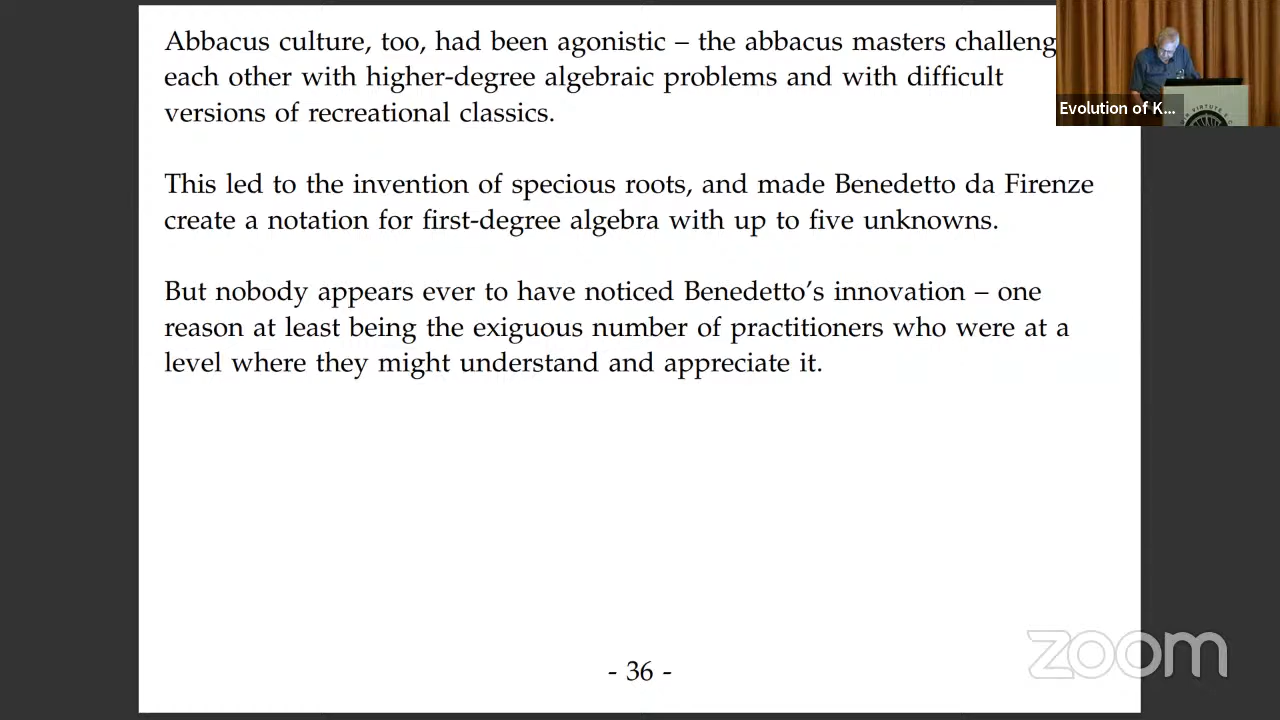 Abbacus culture, too, had been agonistic – the abbacus masters challeng
each other with higher-degree algebraic problems and with difficult
versions of recreational classics.
This led to the invention of specious roots, and made Benedetto da Firenze
create a notation for first-degree algebra with up to five unknowns.
But nobody appears ever to have noticed Benedetto's innovation – one
reason at least being the exiguous number of practitioners who were at a
level where they might understand and appreciate it.
- 36 -
Evolution of K...
VIRTUTE
zoom